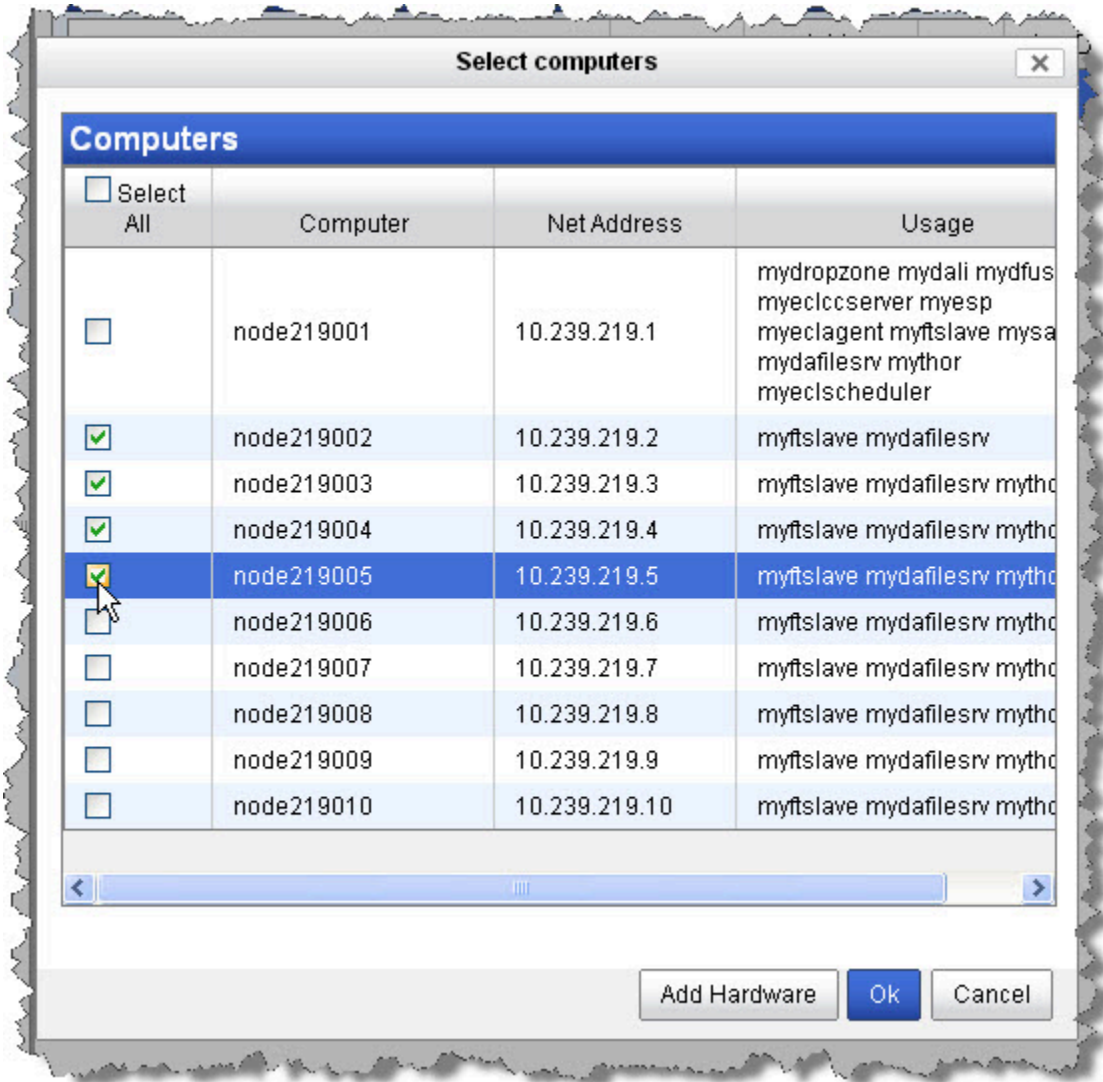 Select computers
Computers
Select All
Computer
Net Address
Usage
node219001
10.239.219.1
mydropzone mydali mydfus
myeclccserver myesp
myeclagent myftslave mysa
mydafilesrv mythor
myeclscheduler
node219002 10.239.219.2 myftslave mydafilesrv
node219003 10.239.219.3 myftslave mydafilesrv mytho
node219004 10.239.219.4 myftslave mydafilesrv mytho
node219005 10.239.219.5 myftslave mydafilesrv mytho
node219006 10.239.219.6 myftslave mydafilesrv mytho
node219007 10.239.219.7 myftslave mydafilesrv mytho
node219008 10.239.219.8 myftslave mydafilesrv mytho
node219009 10.239.219.9 myftslave mydafilesrv mytho
node219010 10.239.219.10 myftslave mydafilesrv mytho
Add Hardware Ok Cancel